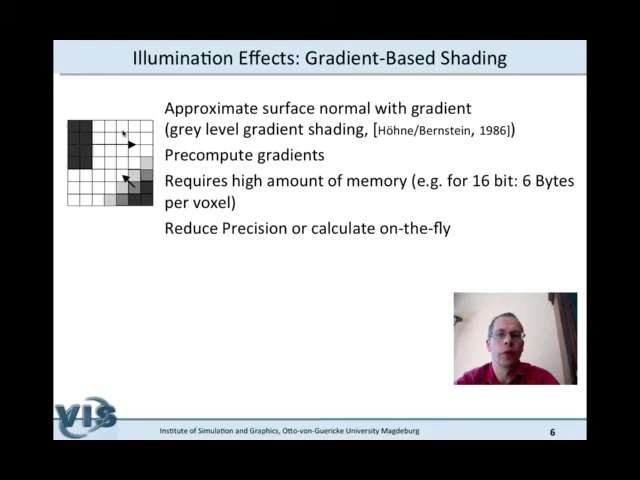 Illumination Effects: Gradient-Based Shading
Approximate surface normal with gradient
(grey level gradient shading, [Höhne/Bernstein, 1986])
Precompute gradients
Requires high amount of memory (e.g. for 16 bit: 6 Bytes
per voxel)
Reduce Precision or calculate on-the-fly
VIS
Institute of Simulation and Graphics, Otto-von-Guericke University Magdeburg
6